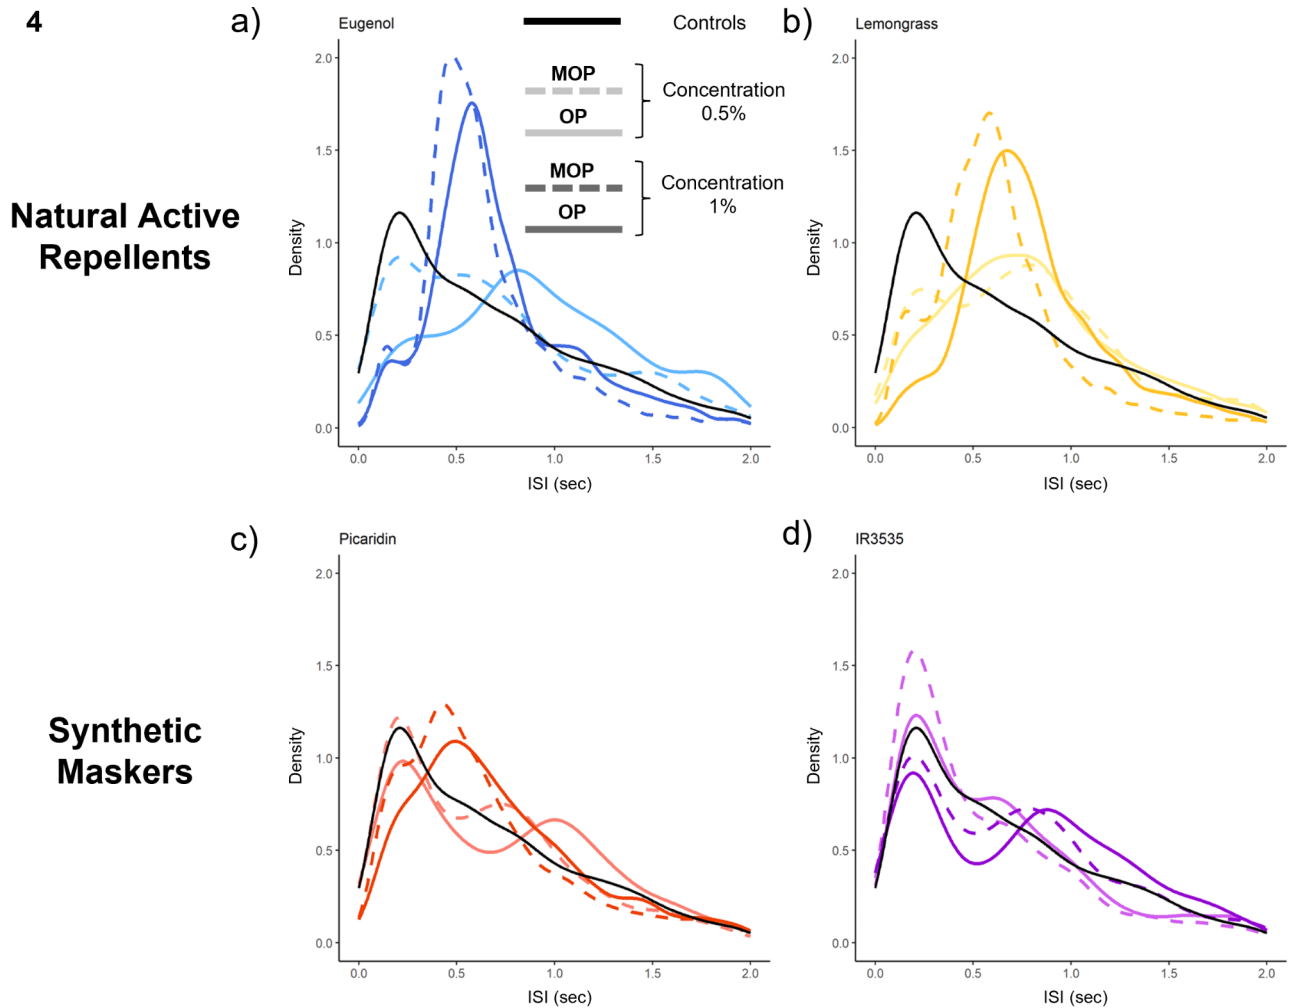 4
a)
Eugenol
Controls
MOP
OP
Concentration
0.5%
MOP
OP
Concentration
1%
Density
2.0
1.5
1.0
0.5
0.0
0.0 0.5 1.0 1.5 2.0
ISI (sec)
b)
Lemongrass
Density
2.0
1.5
1.0
0.5
0.0
0.0 0.5 1.0 1.5 2.0
ISI (sec)
Natural Active
Repellents
c)
Picaridin
Density
2.0
1.5
1.0
0.5
0.0
0.0 0.5 1.0 1.5 2.0
ISI (sec)
d)
IR3535
Density
2.0
1.5
1.0
0.5
0.0
0.0 0.5 1.0 1.5 2.0
ISI (sec)
Synthetic
Maskers